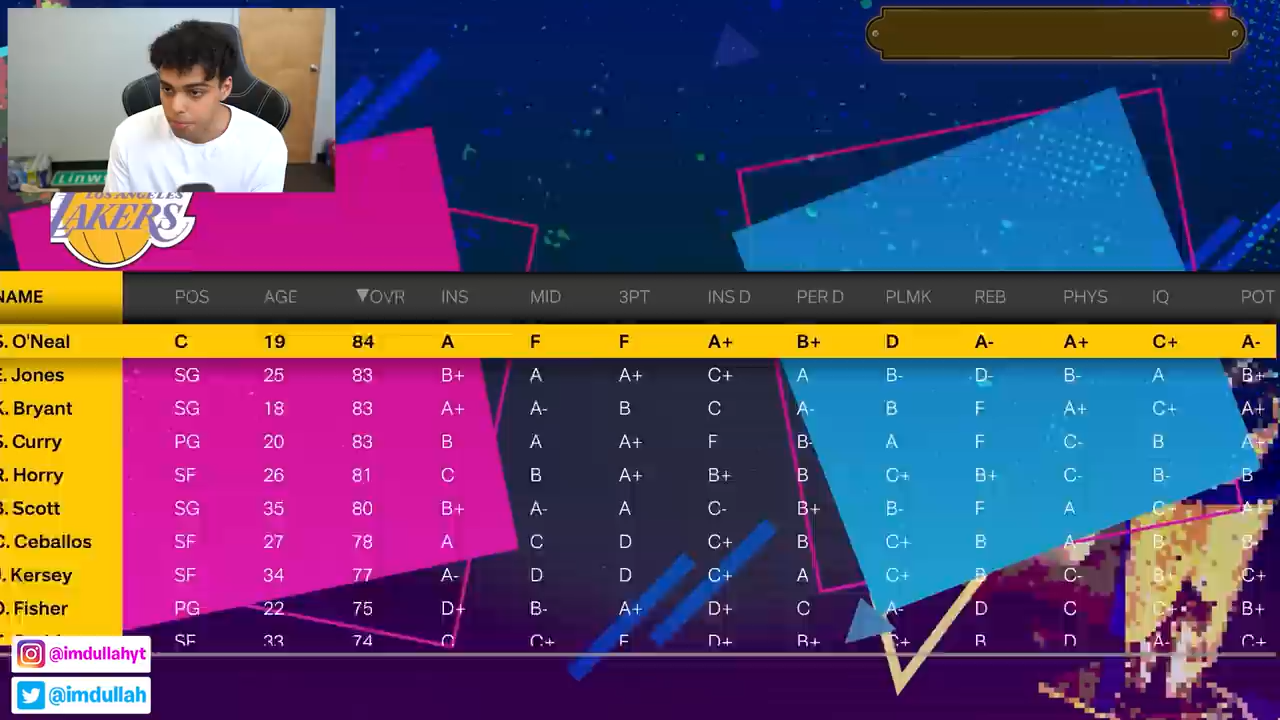 LINW
LOS ANGELES
LAKERS
NAME POS AGE ▼OVR INS MID 3PT INS D PER D PLMK REB PHYS IQ POT
S. O'Neal C 19 84 A F F A+ B+ D A- A+ C+ A-
E. Jones SG 25 83 B+ A A+ C+ A B- D- B- A B+
K. Bryant SG 18 83 A+ A- B C A- B F A+ C+ A+
S. Curry PG 20 83 B A A+ F B- A F C- B A+
R. Horry SF 26 81 C B A+ B+ B C+ B+ C- B- B
B. Scott SG 35 80 B+ A- A C- B+ B- F A C+ A+
C. Ceballos SF 27 78 A C D C+ B C+ B A- B B-
J. Kersey SF 34 77 A- D D C+ A C+ B C- B+ C+
D. Fisher PG 22 75 D+ B- A+ D+ C A- D C C+ B+
SF 33 74 C C+ F D+ B+ C+ B D A- C+
@imdullahyt
@imdullah